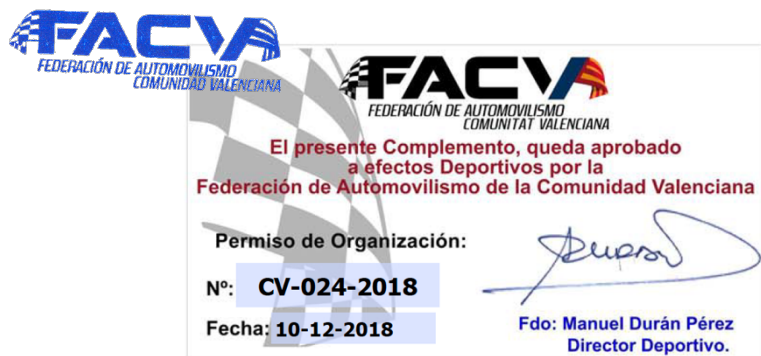 FACV
FEDERACIÓN DE AUTOMOVILISMO
COMUNIDAD VALENCIANA
FACV
FEDERACIÓN DE AUTOMOVILISMO
COMUNITAT VALENCIANA
El presente Complemento, queda aprobado
a efectos Deportivos por la
Federación de Automovilismo de la Comunidad Valenciana
Permiso de Organización:
Nº: CV-024-2018
Fecha: 10-12-2018
Fdo: Manuel Durán Pérez
Director Deportivo.